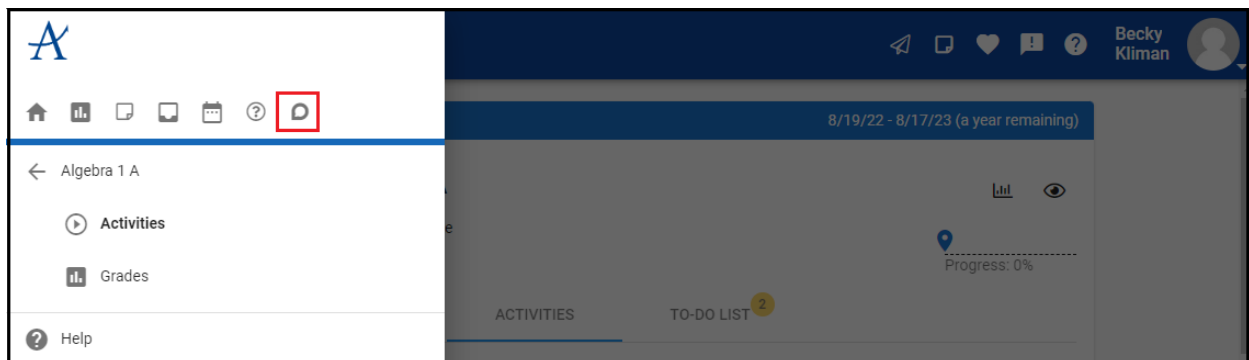 Becky
Kliman
8/19/22 - 8/17/23 (a year remaining)
Algebra 1 A
Activities
Grades
Progress: 0%
ACTIVITIES
TO-DO LIST
2
Help